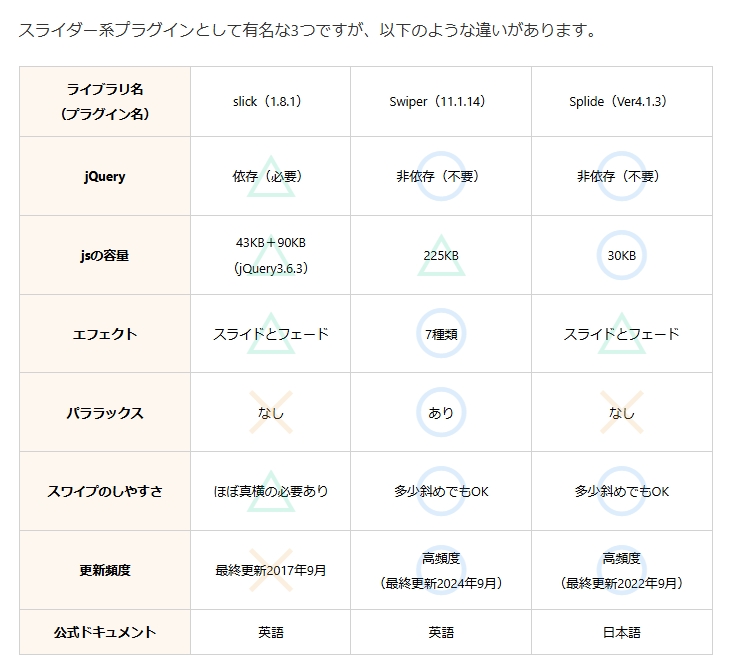 スライダー系プラグインとして有名な3つですが、以下のような違いがあります。
ライブラリ名
（プラグイン名）
slick（1.8.1）
Swiper（11.1.14）
Splide（Ver4.1.3）
jQuery
依存（必要）
非依存（不要）
非依存（不要）
jsの容量
43KB＋90KB
（jQuery3.6.3）
225KB
30KB
エフェクト
スライドとフェード
7種類
スライドとフェード
パララックス
なし
あり
なし
スワイプのしやすさ
ほぼ真横の必要あり
多少斜めでもOK
多少斜めでもOK
更新頻度
最終更新2017年9月
高頻度
（最終更新2024年9月）
高頻度
（最終更新2022年9月）
公式ドキュメント
英語
英語
日本語